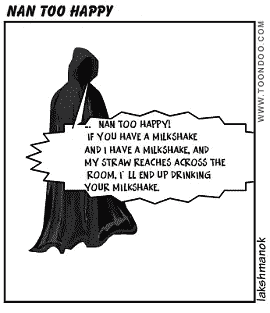 NAN TOO HAPPY
.. NAN TOO HAPPY!
IF YOU HAVE A MILKSHAKE
AND I HAVE A MILKSHAKE, AND
MY STRAW REACHES ACROSS THE
ROOM, I`LL END UP DRINKING
YOUR MILKSHAKE.
WWW.TOONDOO.COM
lakshmanok